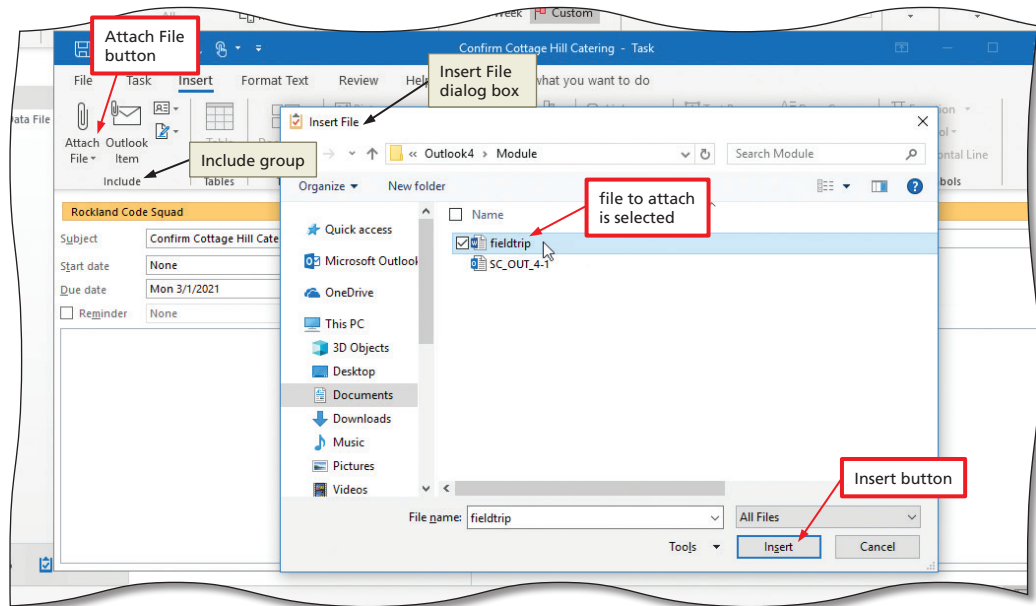 Week Custom
Attach File
button
Confirm Cottage Hill Catering - Task
File Task Insert Format Text Review Help what you want to do
Insert File
dialog box
Data File
Attach
File
Outlook
Item
Include
Include group
Tables
Insert File
« Outlook4 > Module
Search Module
Horizontal Line
Organize
New folder
Quick access
Microsoft Outlook
OneDrive
This PC
3D Objects
Desktop
Documents
Downloads
Music
Pictures
Videos
Name
fieldtrip
SC_OUT_4-1
file to attach
is selected
Rockland Code Squad
Subject
Confirm Cottage Hill Cate
Start date
None
Due date
Mon 3/1/2021
Reminder
None
Insert button
File name:
fieldtrip
All Files
Tools
Insert
Cancel